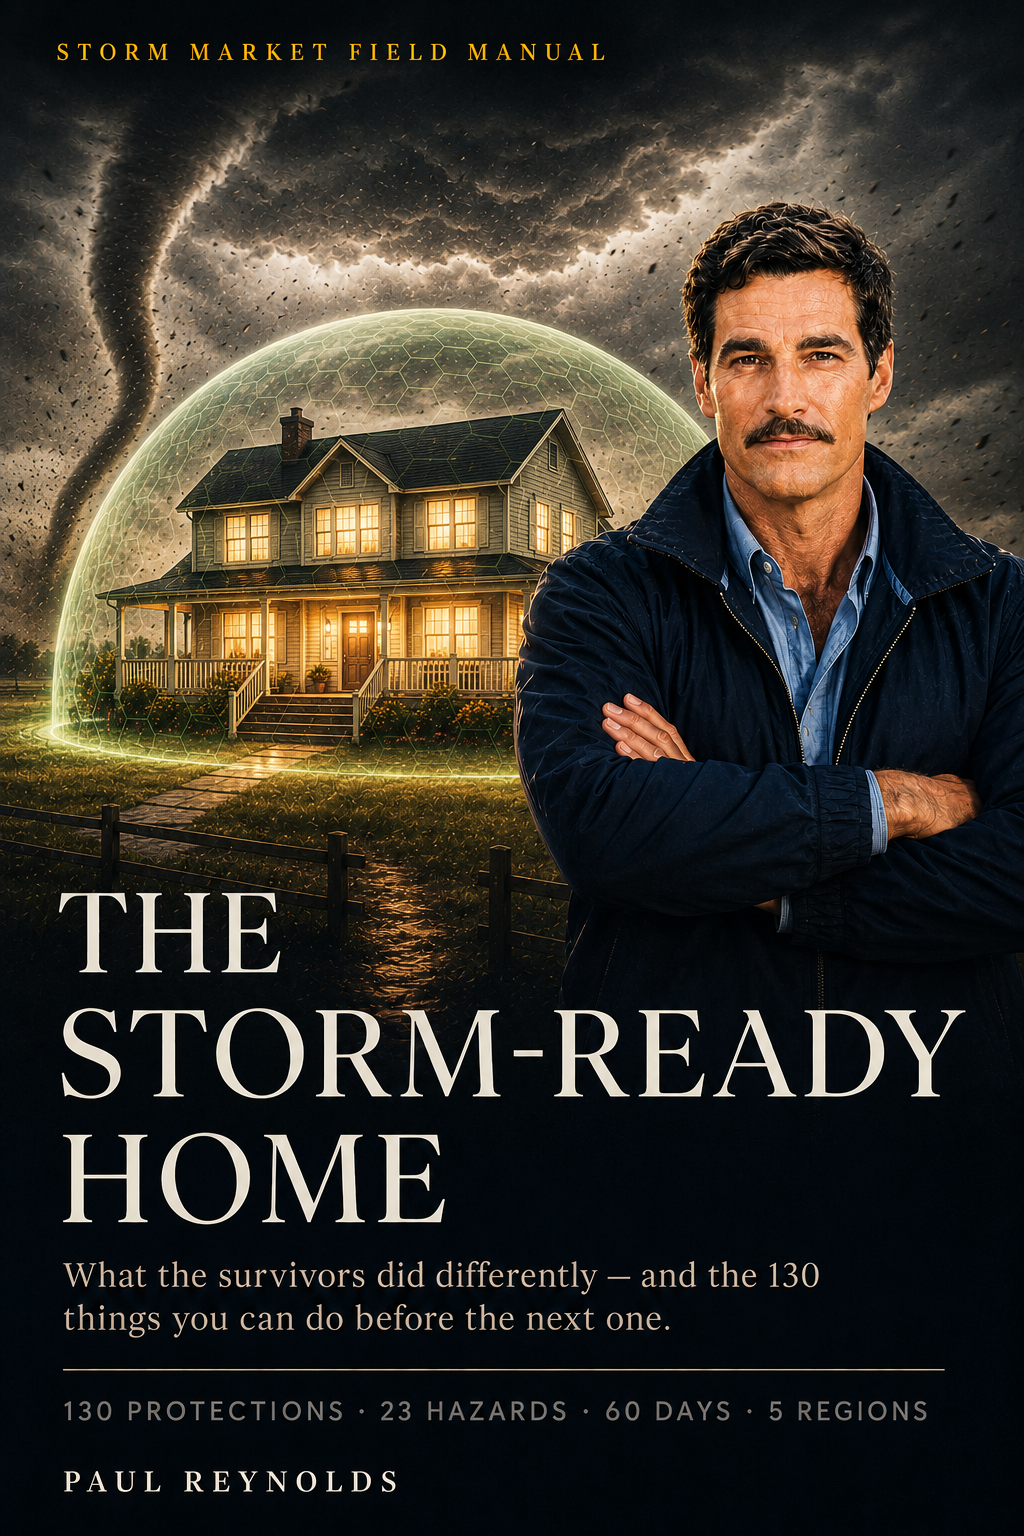 STORM MARKET FIELD MANUAL
THE
STORM-READY
HOME
What the survivors did differently — and the 130
things you can do before the next one.
130 PROTECTIONS · 23 HAZARDS · 60 DAYS · 5 REGIONS
PAUL REYNOLDS